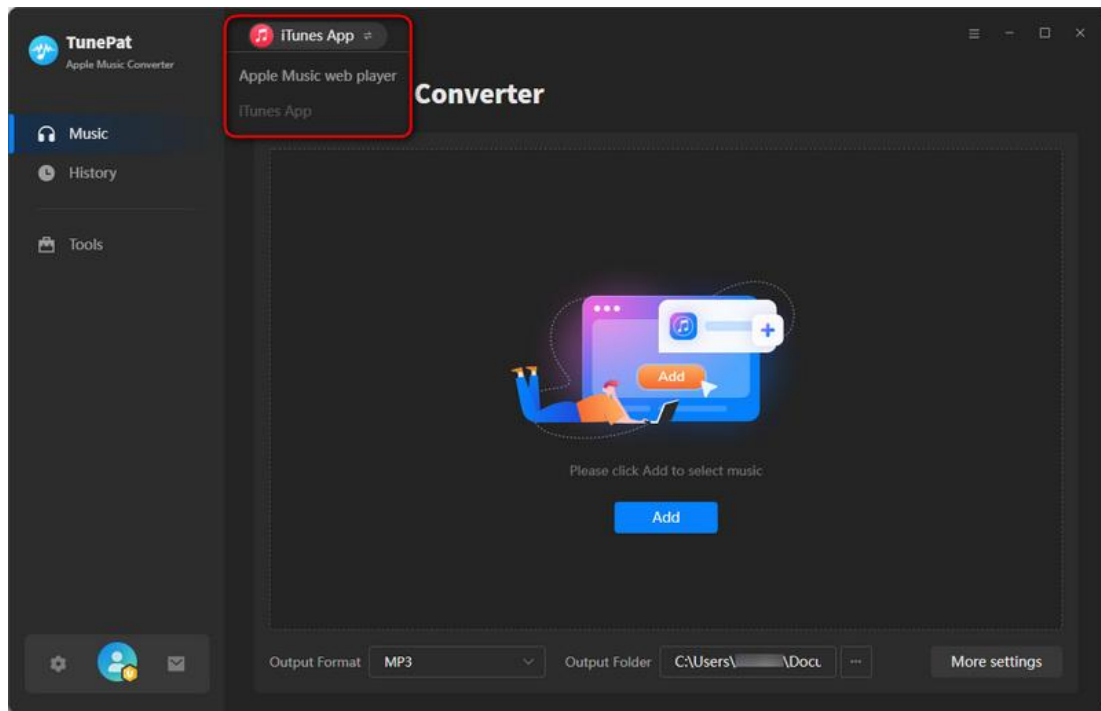 TunePat
Apple Music Converter
iTunes App
Apple Music web player
iTunes App
Converter
Music
History
Tools
Add
Please click Add to select music
Add
Output Format
MP3
Output Folder
C:\Users\ \Docu
More settings